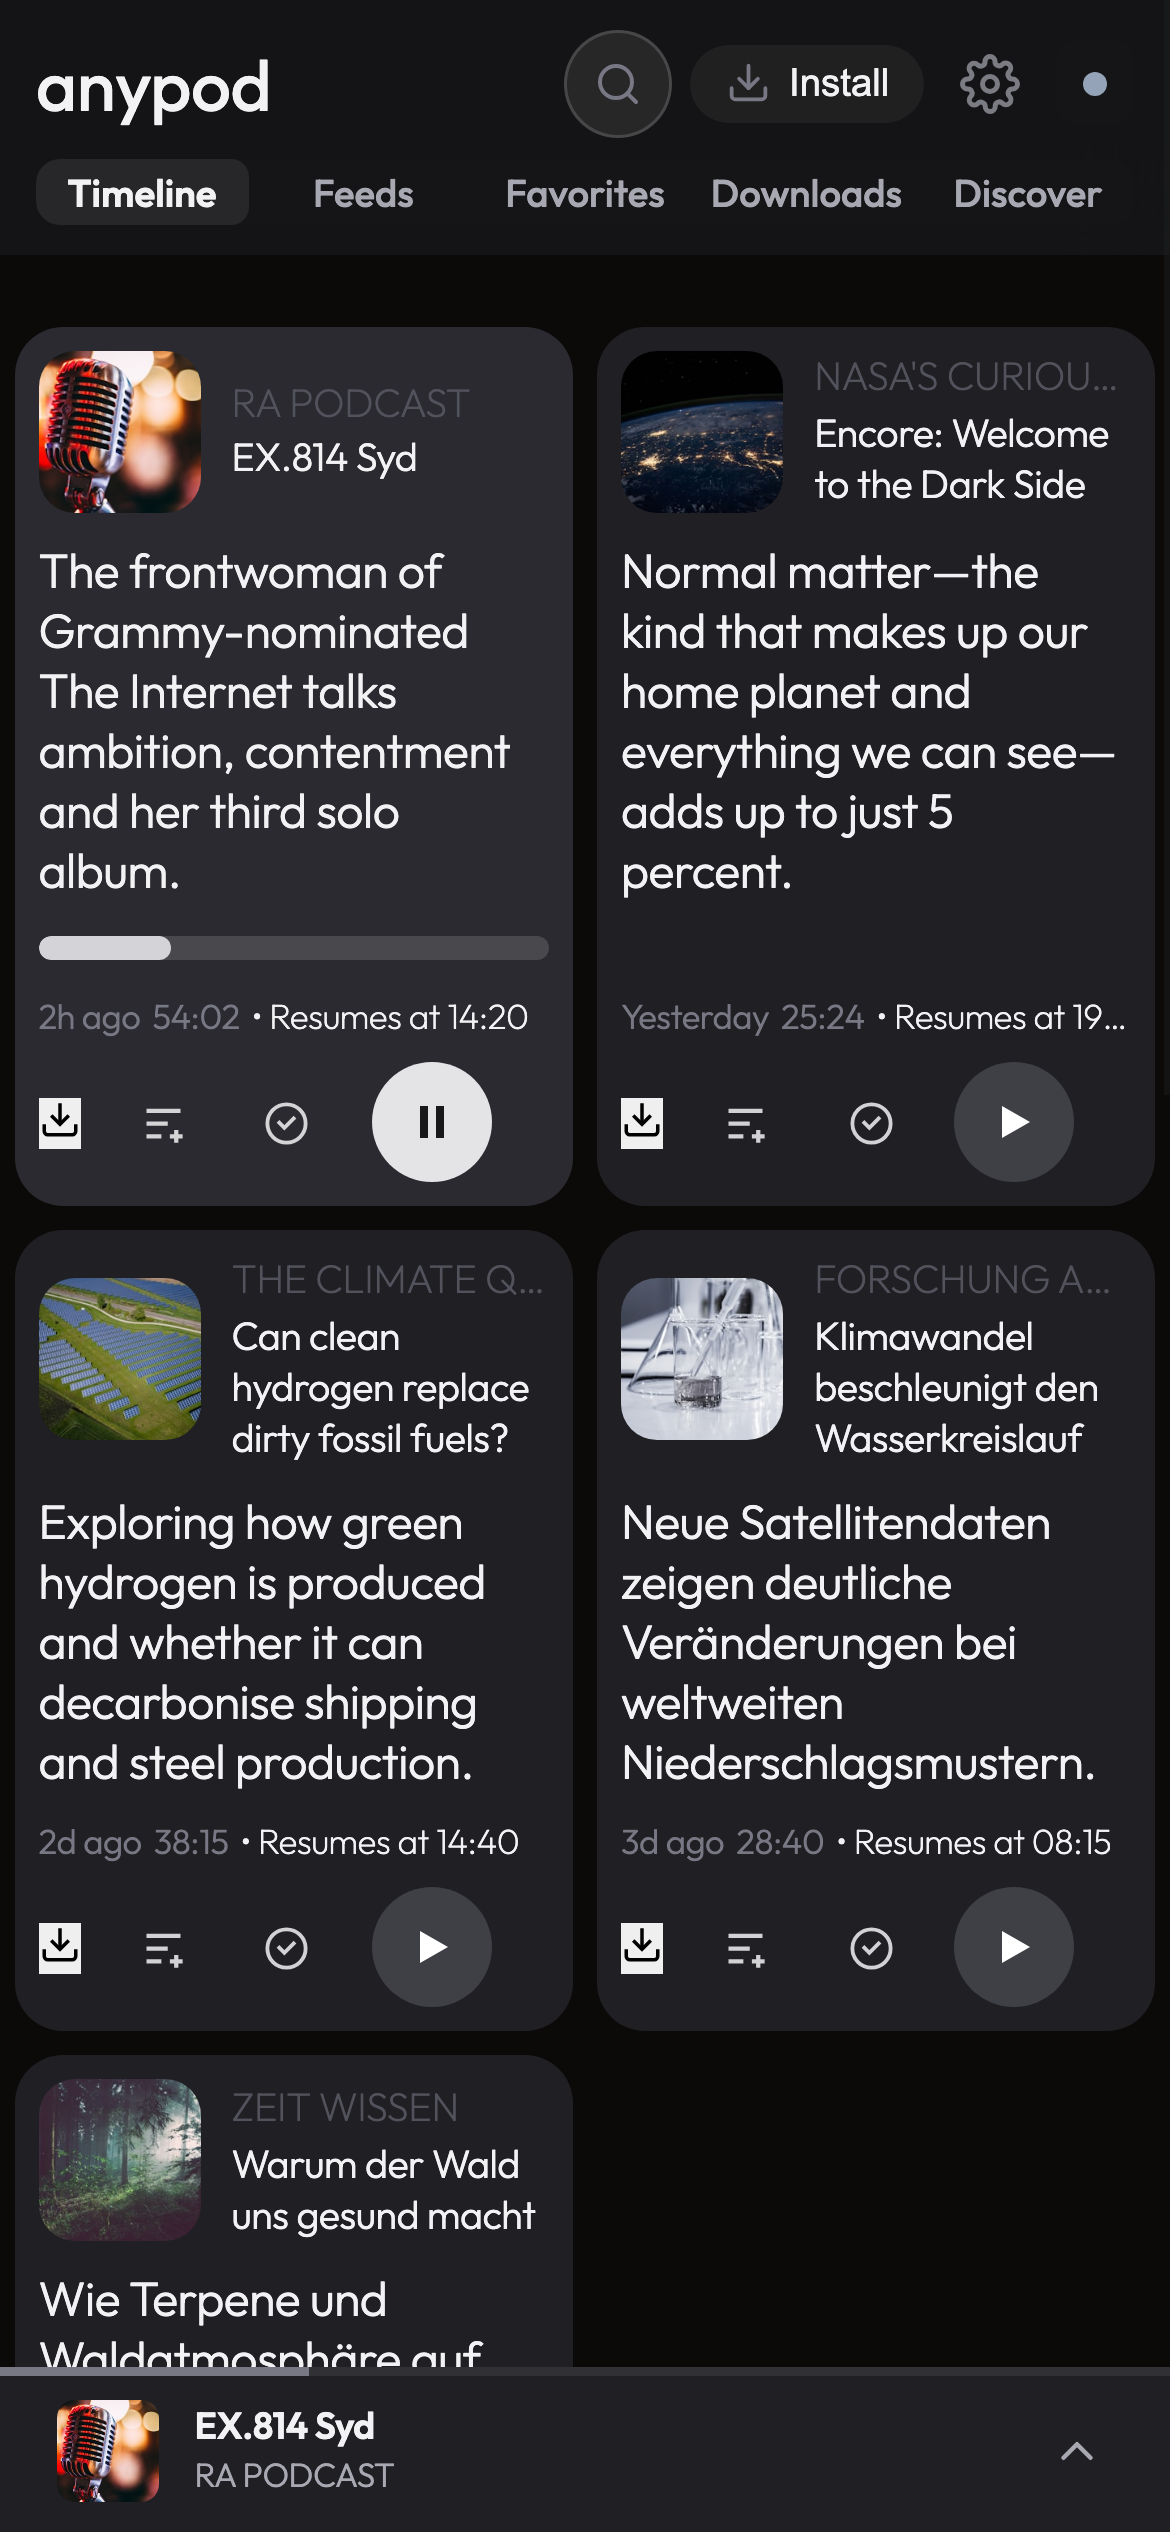 anypod
Install
Timeline
Feeds
Favorites
Downloads
Discover
RA PODCAST
EX.814 Syd
The frontwoman of
Grammy-nominated
The Internet talks
ambition, contentment
and her third solo
album.
2h ago 54:02 • Resumes at 14:20
NASA'S CURIOU...
Encore: Welcome
to the Dark Side
Normal matter—the
kind that makes up our
home planet and
everything we can see—
adds up to just 5
percent.
Yesterday 25:24 • Resumes at 19...
THE CLIMATE Q...
Can clean
hydrogen replace
dirty fossil fuels?
Exploring how green
hydrogen is produced
and whether it can
decarbonise shipping
and steel production.
2d ago 38:15 • Resumes at 14:40
FORSCHUNG A...
Klimawandel
beschleunigt den
Wasserkreislauf
Neue Satellitendaten
zeigen deutliche
Veränderungen bei
weltweiten
Niederschlagsmustern.
3d ago 28:40 • Resumes at 08:15
ZEIT WISSEN
Warum der Wald
uns gesund macht
Wie Terpene und
Waldatmosphäre auf
EX.814 Syd
RA PODCAST